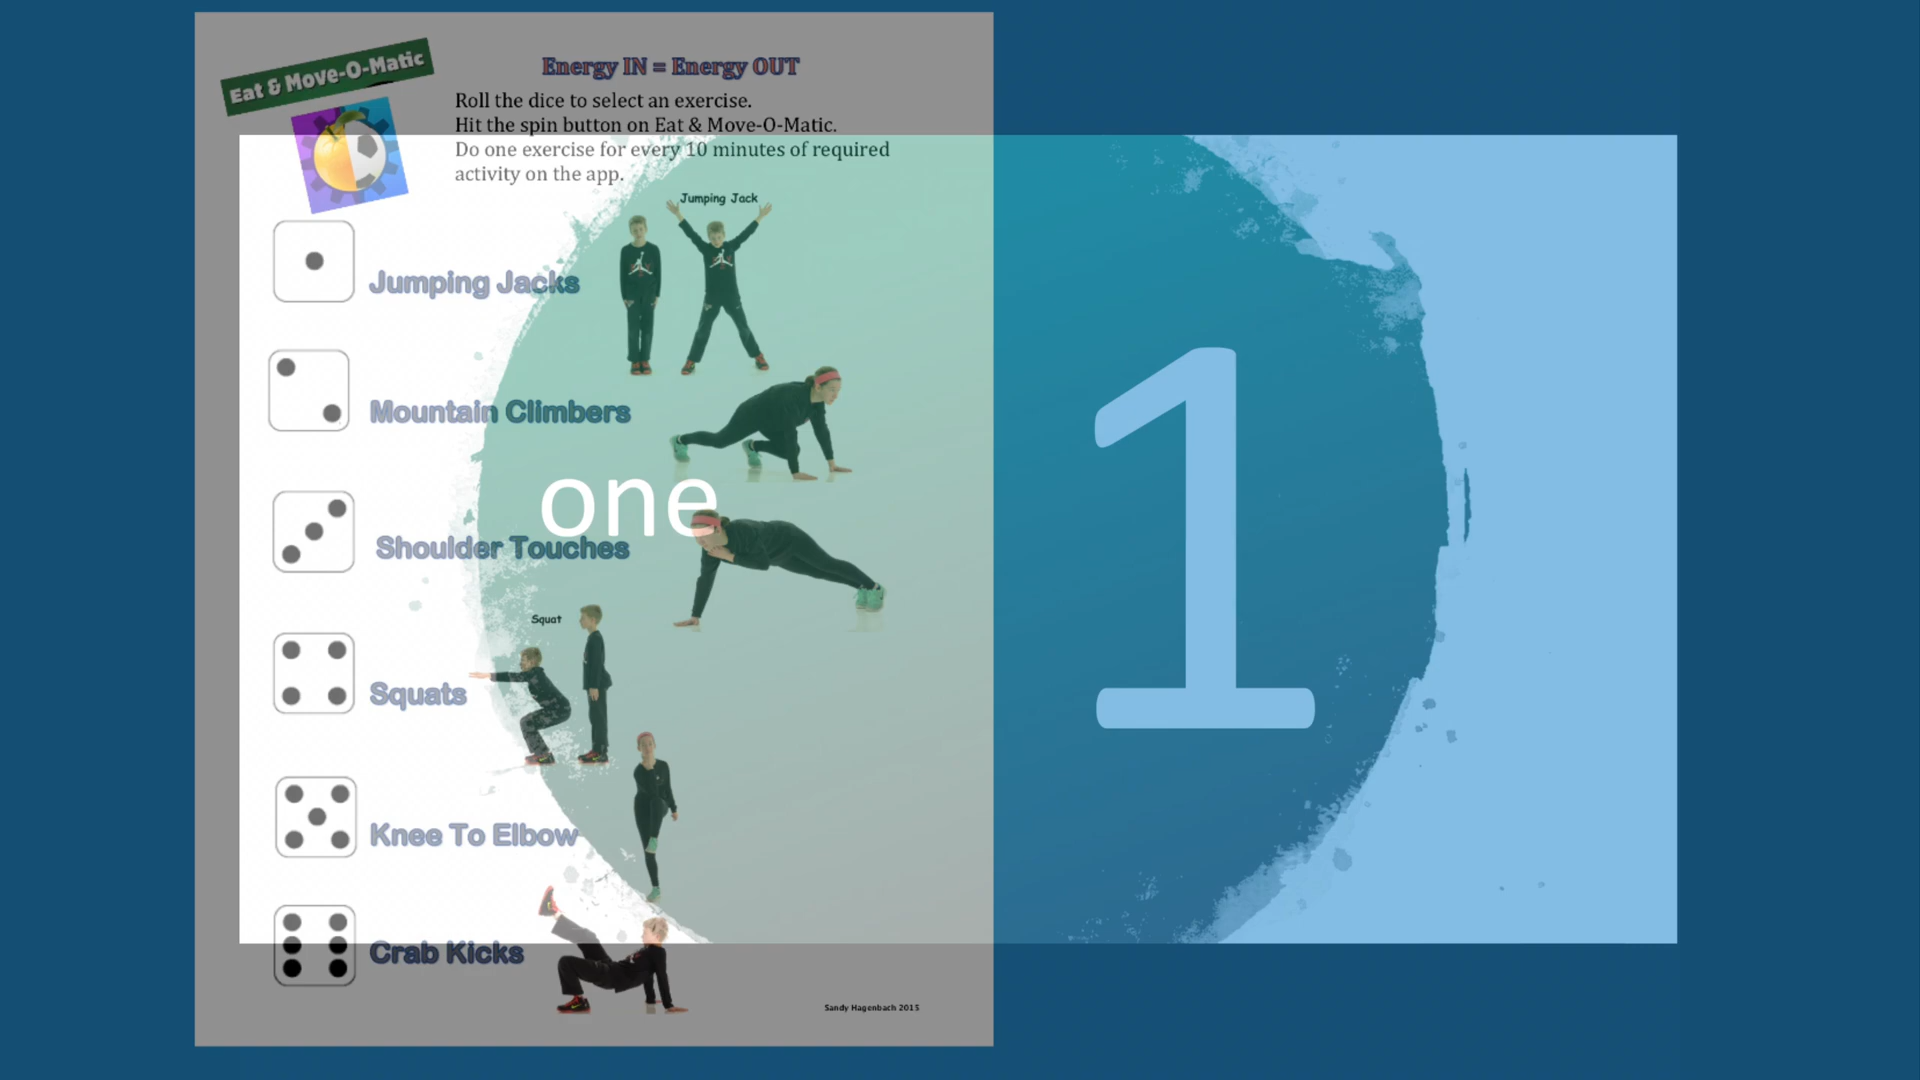 Eat & Move-O-Matic
Energy IN = Energy OUT
Roll the dice to select an exercise.
Hit the spin button on Eat & Move-O-Matic.
Do one exercise for every 10 minutes of required
activity on the app.
Jumping Jack
Jumping Jacks
Mountain Climbers
one
1
Shoulder Touches
Squat
Squats
Knee To Elbow
Crab Kicks
Sandy Hagenbach 2015